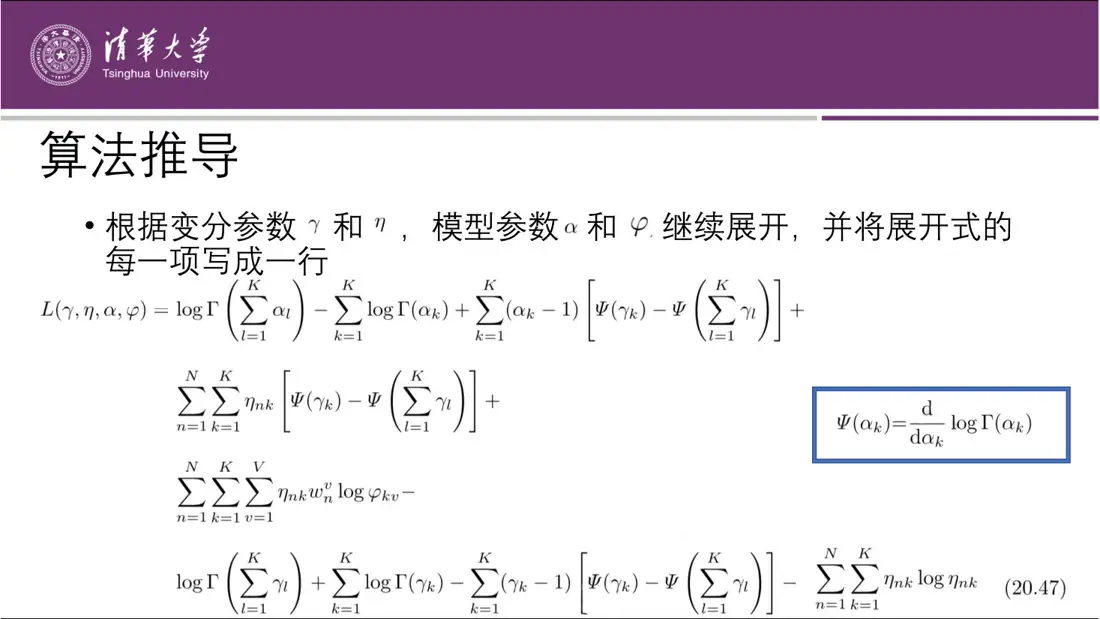 清华大学
Tsinghua University
算法推导
• 根据变分参数 γ 和 η ，模型参数 α 和 φ 继续展开，并将展开式的
每一项写成一行
L(γ, η, α, φ) = log Γ(∑_{l=1}^{K} α_l) − ∑_{k=1}^{K} log Γ(α_k) + ∑_{k=1}^{K} (α_k − 1) [Ψ(γ_k) − Ψ(∑_{l=1}^{K} γ_l)] +
∑_{n=1}^{N} ∑_{k=1}^{K} η_{nk} [Ψ(γ_k) − Ψ(∑_{l=1}^{K} γ_l)] +
Ψ(α_k)= d/dα_k log Γ(α_k)
∑_{n=1}^{N} ∑_{k=1}^{K} ∑_{v=1}^{V} η_{nk} w_n^v log φ_{kv} −
log Γ(∑_{l=1}^{K} γ_l) + ∑_{k=1}^{K} log Γ(γ_k) − ∑_{k=1}^{K} (γ_k − 1) [Ψ(γ_k) − Ψ(∑_{l=1}^{K} γ_l)] − ∑_{n=1}^{N} ∑_{k=1}^{K} η_{nk} log η_{nk} (20.47)